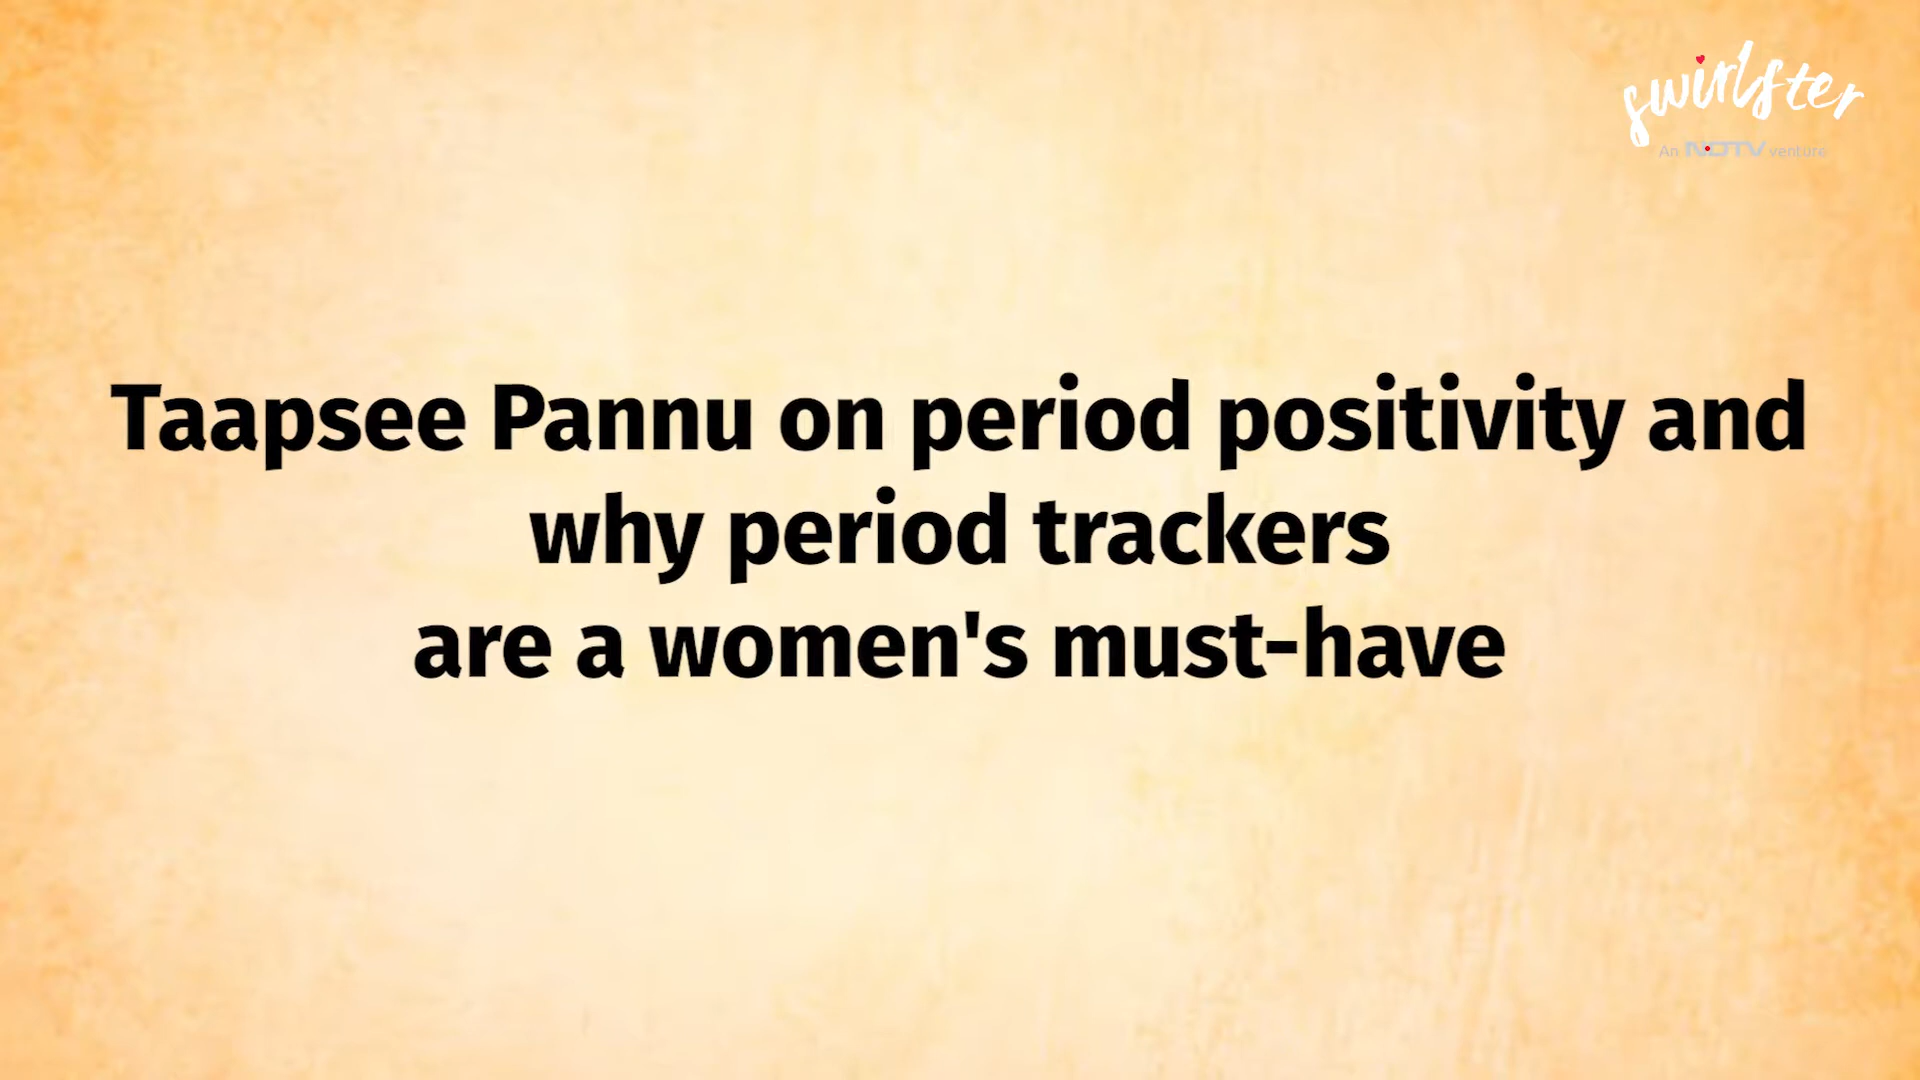 swirlster
An NDTV venture
Taapsee Pannu on period positivity and
why period trackers
are a women's must-have